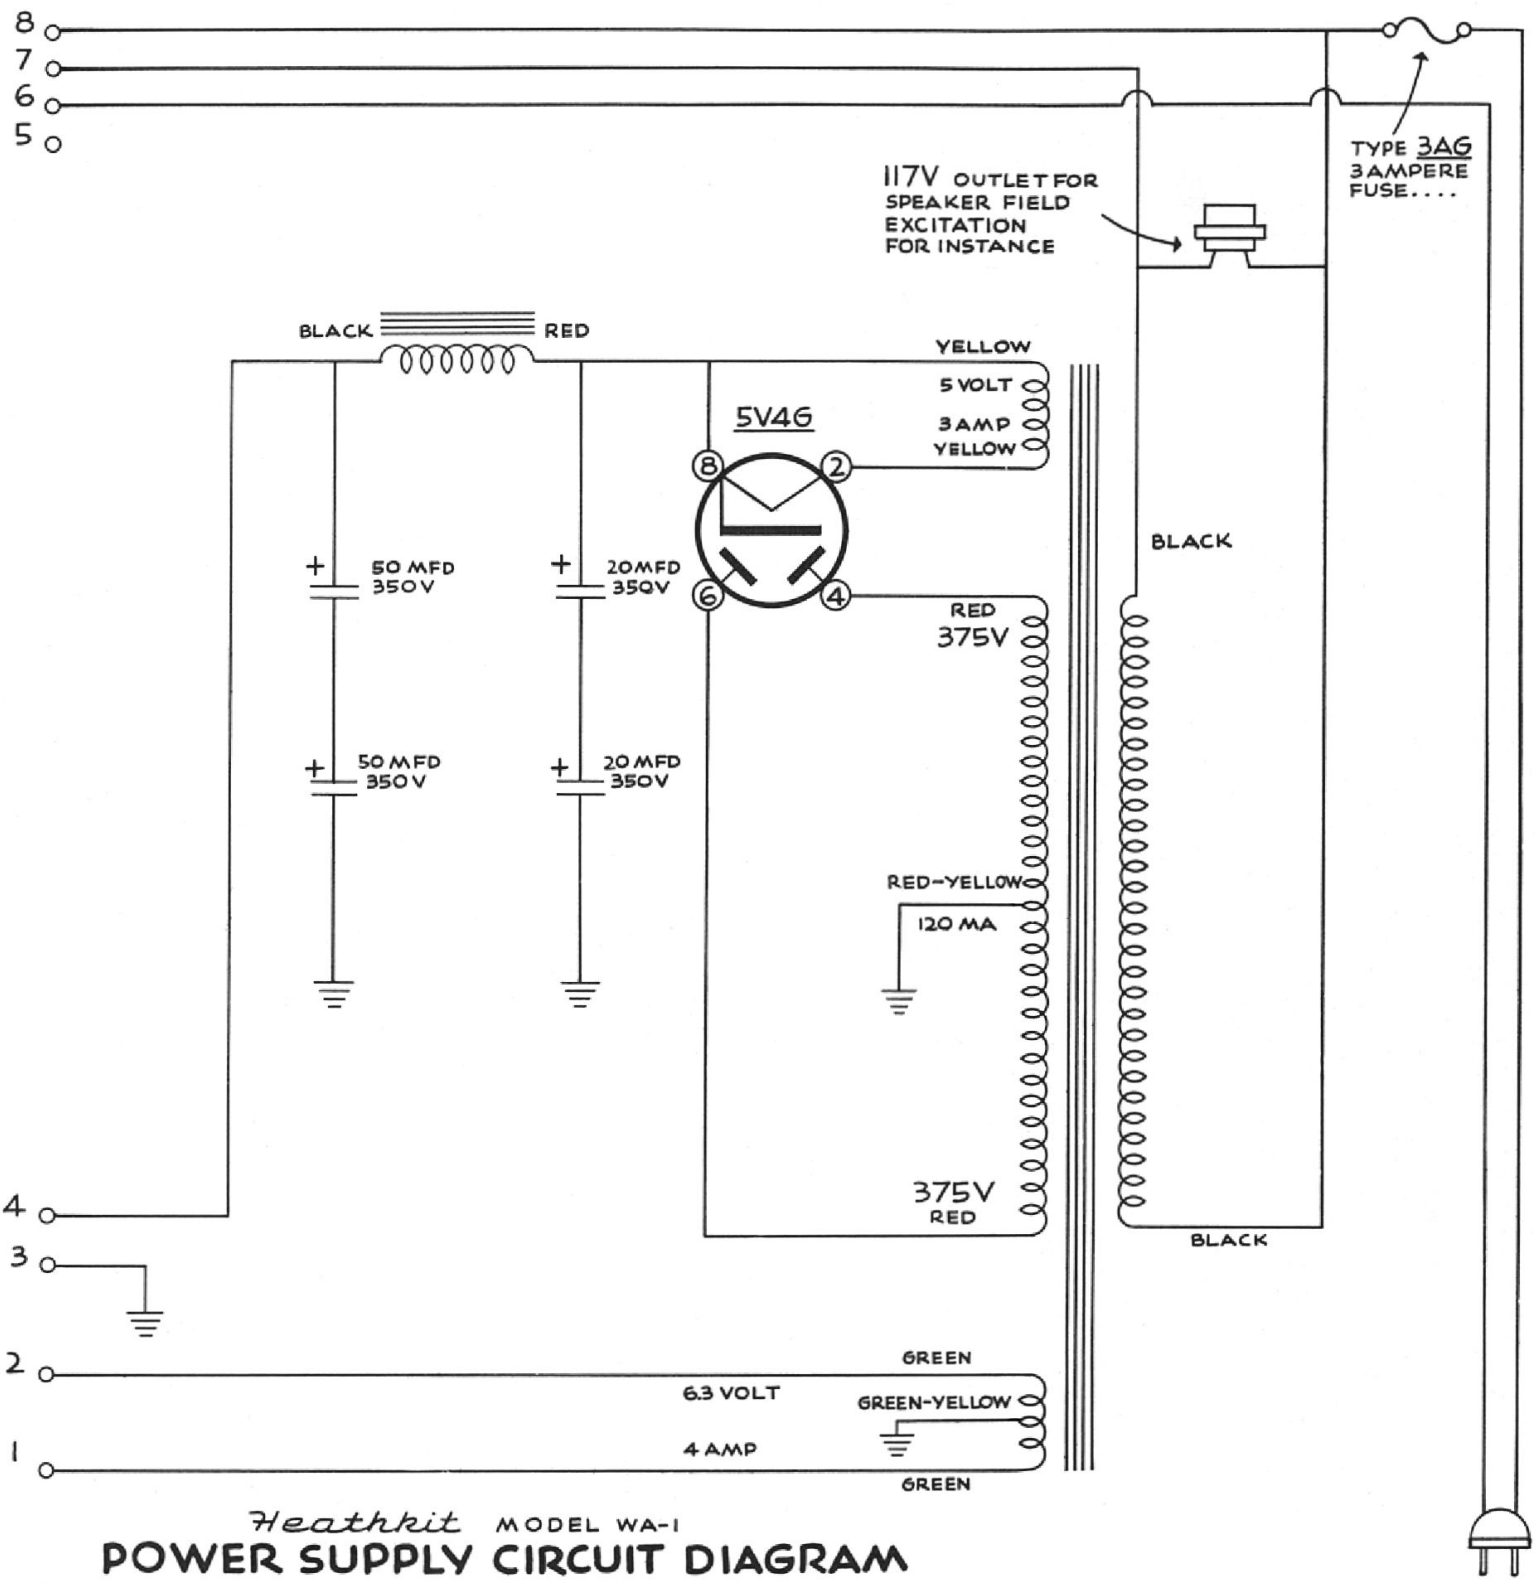 8
7
6
5
TYPE 3AG
3 AMPERE
FUSE....
117V OUTLET FOR
SPEAKER FIELD
EXCITATION
FOR INSTANCE
BLACK
RED
YELLOW
5 VOLT
3 AMP
YELLOW
5V4G
8
2
6
4
BLACK
+
50 MFD
350V
+
20MFD
350V
RED
375V
+
50 MFD
350V
+
20MFD
350V
RED-YELLOW
120 MA
375V
RED
BLACK
4
3
2
GREEN
6.3 VOLT
GREEN-YELLOW
4 AMP
1
GREEN
Heathkit MODEL WA-1
POWER SUPPLY CIRCUIT DIAGRAM